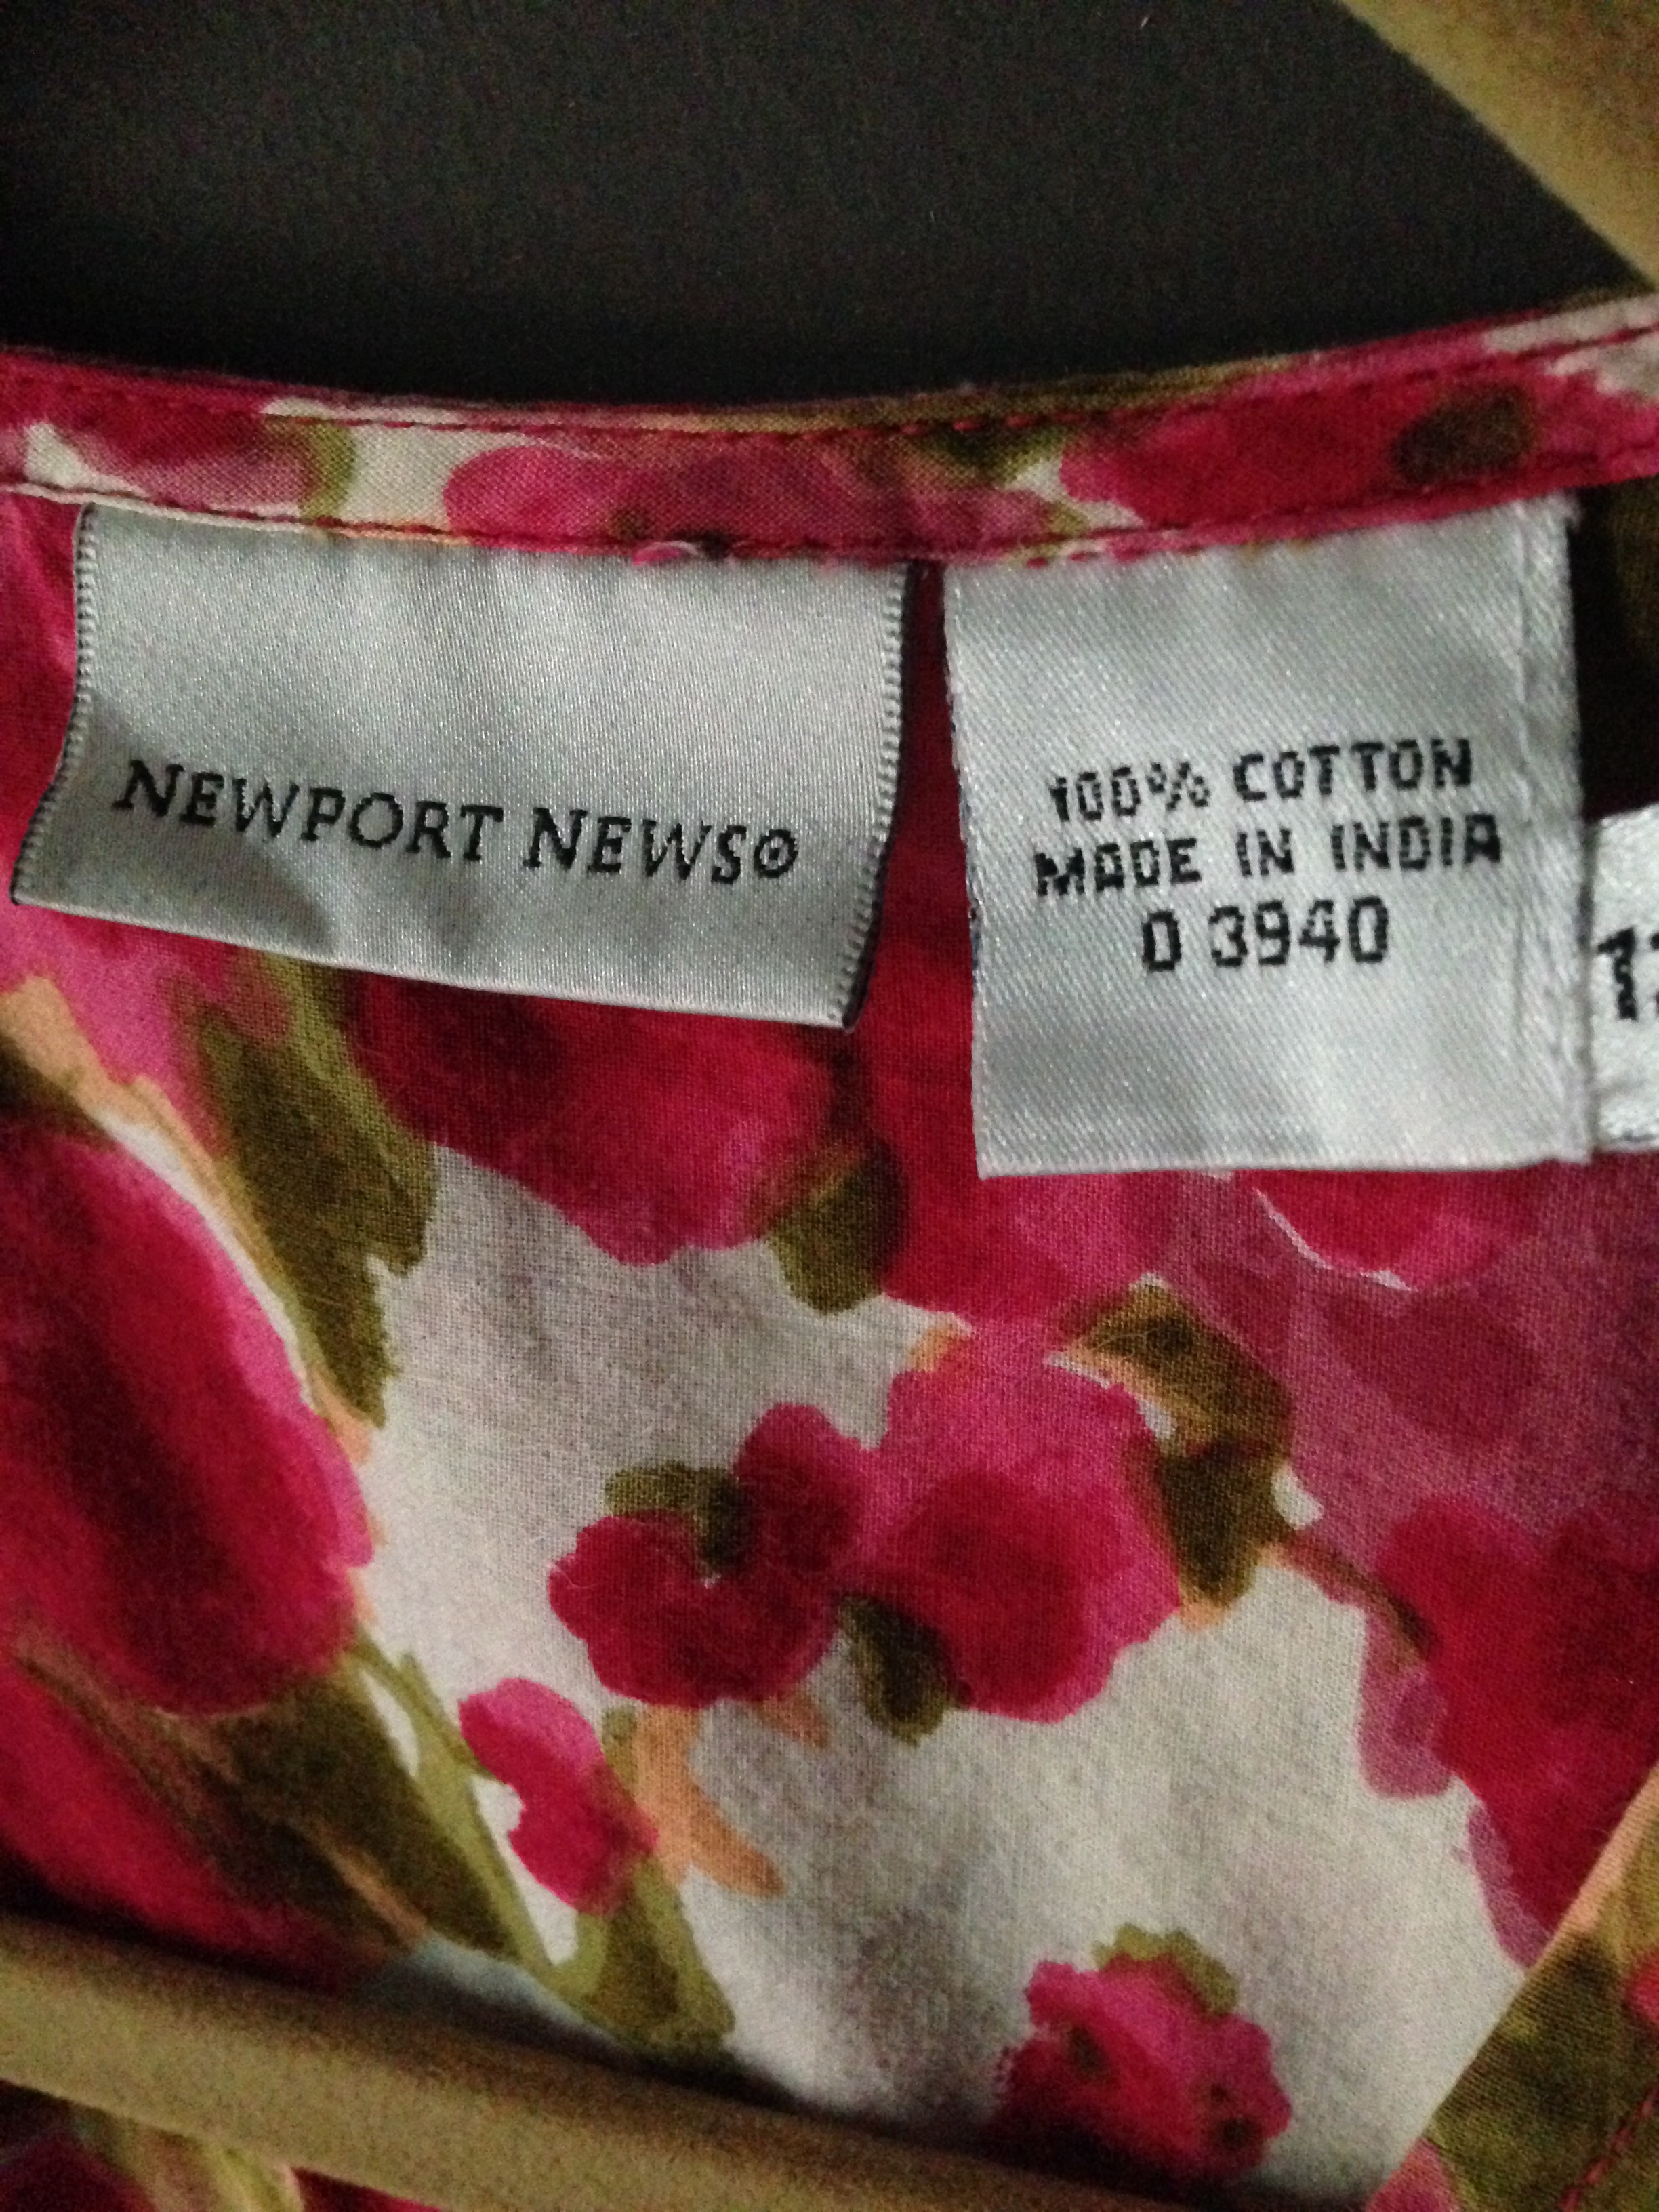 NEWPORT NEWS®
100% COTTON
MADE IN INDIA
0 3940